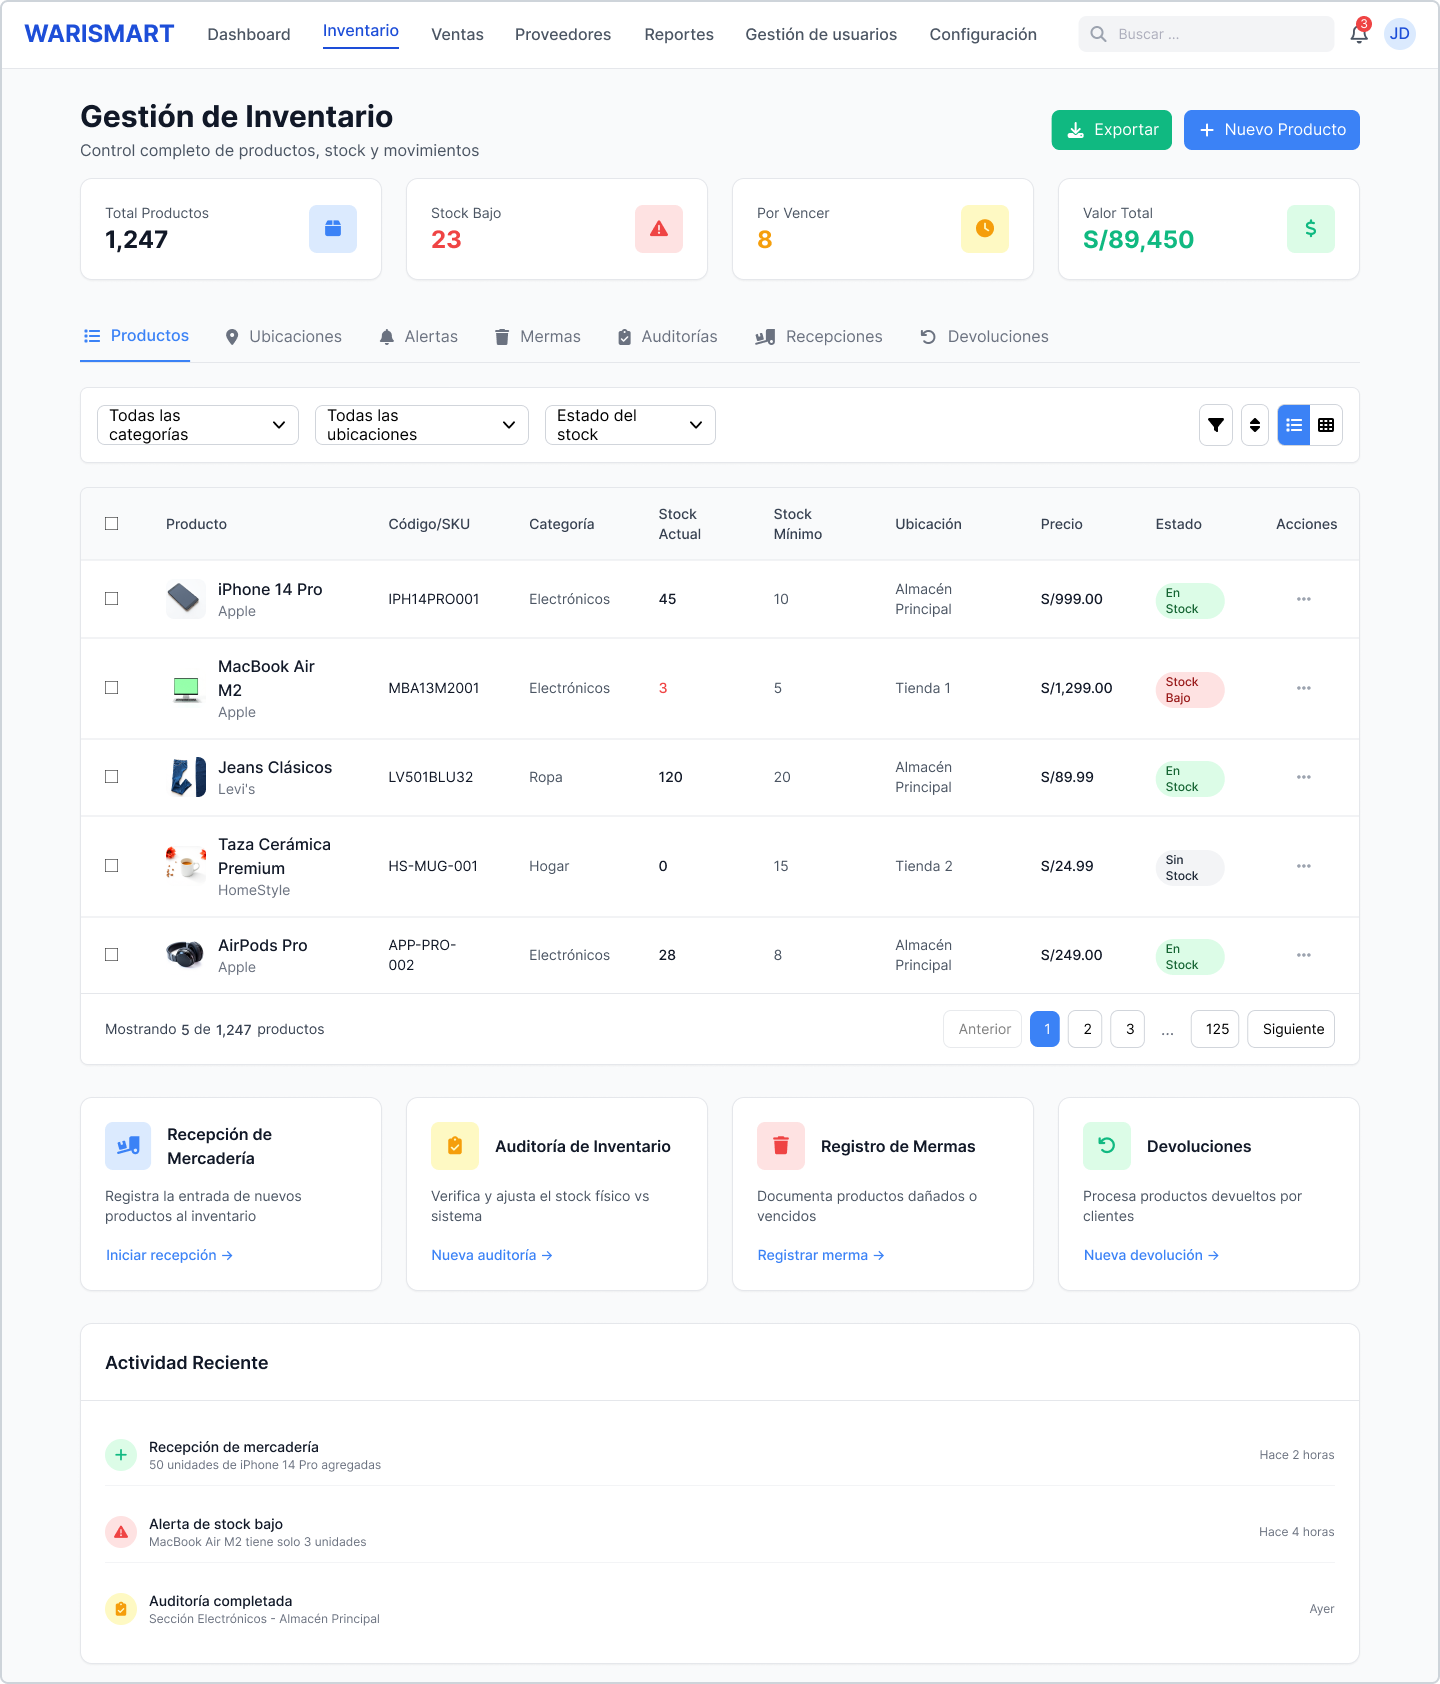 WARISMART
Dashboard
Inventario
Ventas
Proveedores
Reportes
Gestión de usuarios
Configuración
Buscar ...
3
JD
Gestión de Inventario
Control completo de productos, stock y movimientos
Exportar
Nuevo Producto
Total Productos
1,247
Stock Bajo
23
Por Vencer
8
Valor Total
S/89,450
$
Productos
Ubicaciones
Alertas
Mermas
Auditorías
Recepciones
Devoluciones
Todas las
categorías
Todas las
ubicaciones
Estado del
stock
Producto
Código/SKU
Categoría
Stock
Actual
Stock
Mínimo
Ubicación
Precio
Estado
Acciones
iPhone 14 Pro
Apple
IPH14PRO001
Electrónicos
45
10
Almacén
Principal
S/999.00
En
Stock
MacBook Air
M2
Apple
MBA13M2001
Electrónicos
3
5
Tienda 1
S/1,299.00
Stock
Bajo
Jeans Clásicos
Levi's
LV501BLU32
Ropa
120
20
Almacén
Principal
S/89.99
En
Stock
Taza Cerámica
Premium
HomeStyle
HS-MUG-001
Hogar
0
15
Tienda 2
S/24.99
Sin
Stock
AirPods Pro
Apple
APP-PRO-
002
Electrónicos
28
8
Almacén
Principal
S/249.00
En
Stock
Mostrando 5 de 1,247 productos
Anterior
1
2
3
...
125
Siguiente
Recepción de
Mercadería
Registra la entrada de nuevos
productos al inventario
Iniciar recepción →
Auditoría de Inventario
Verifica y ajusta el stock físico vs
sistema
Nueva auditoría →
Registro de Mermas
Documenta productos dañados o
vencidos
Registrar merma →
Devoluciones
Procesa productos devueltos por
clientes
Nueva devolución →
Actividad Reciente
Recepción de mercadería
50 unidades de iPhone 14 Pro agregadas
Hace 2 horas
Alerta de stock bajo
MacBook Air M2 tiene solo 3 unidades
Hace 4 horas
Auditoría completada
Sección Electrónicos - Almacén Principal
Ayer